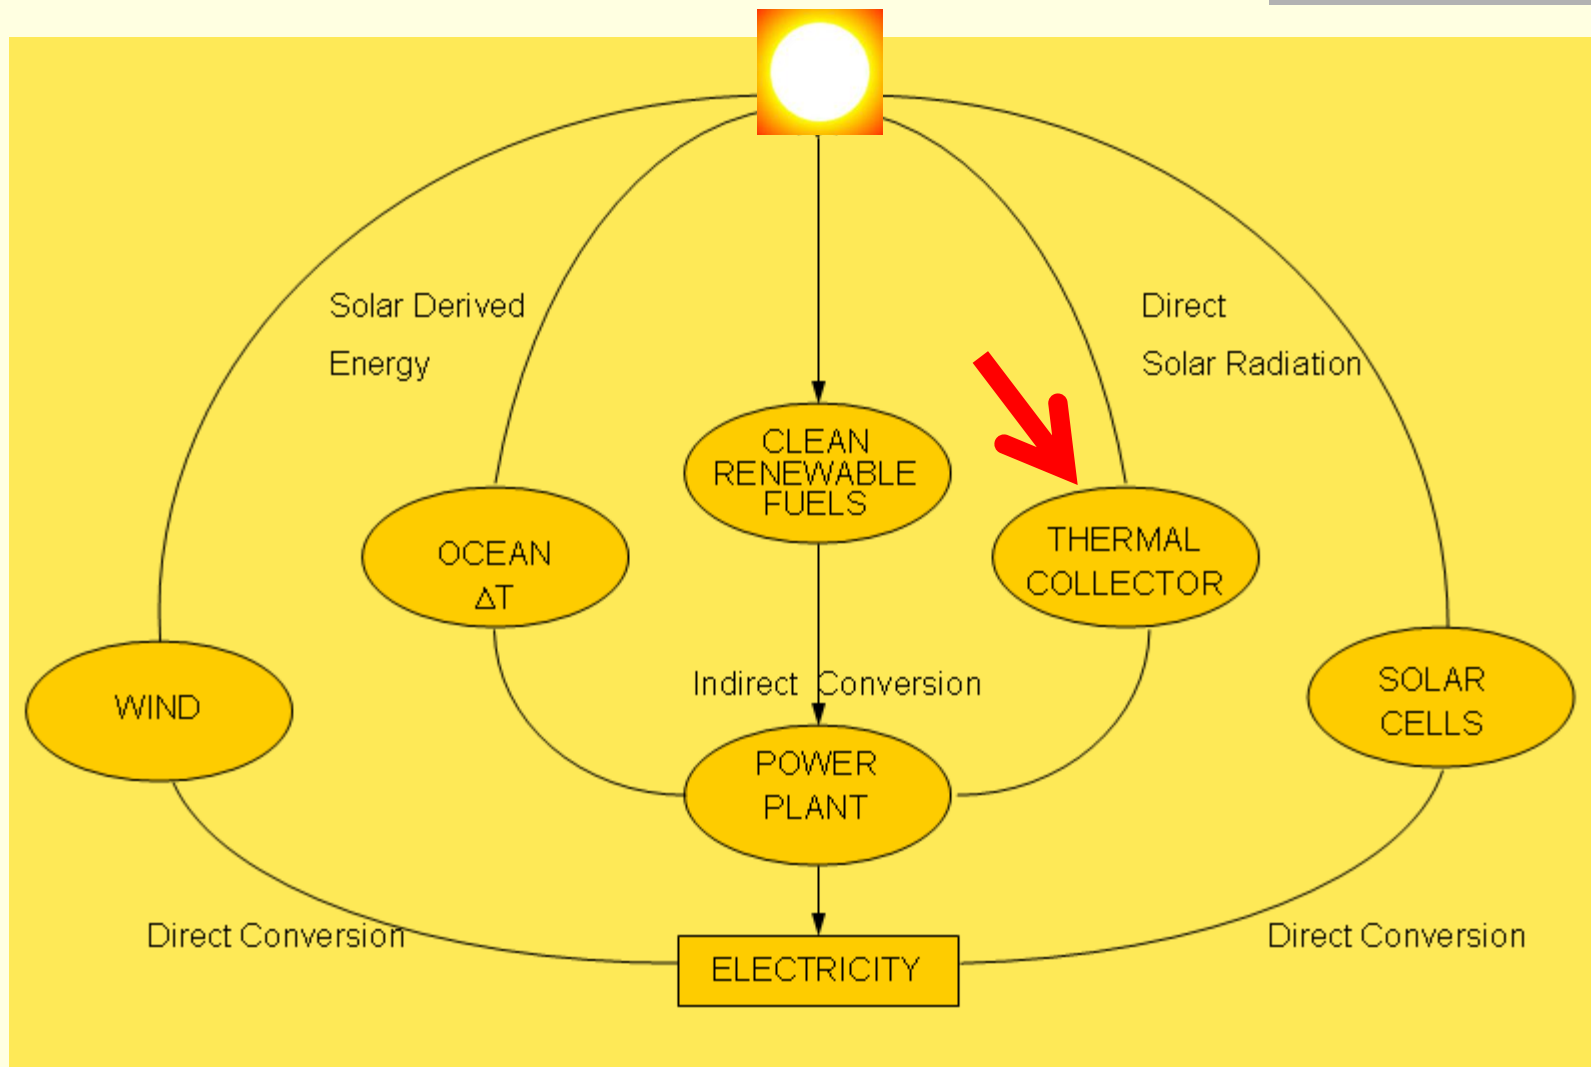 Solar Derived
Energy
Direct
Solar Radiation
CLEAN
RENEWABLE
FUELS
OCEAN
ΔT
THERMAL
COLLECTOR
Indirect Conversion
WIND
SOLAR
CELLS
POWER
PLANT
Direct Conversion
Direct Conversion
ELECTRICITY